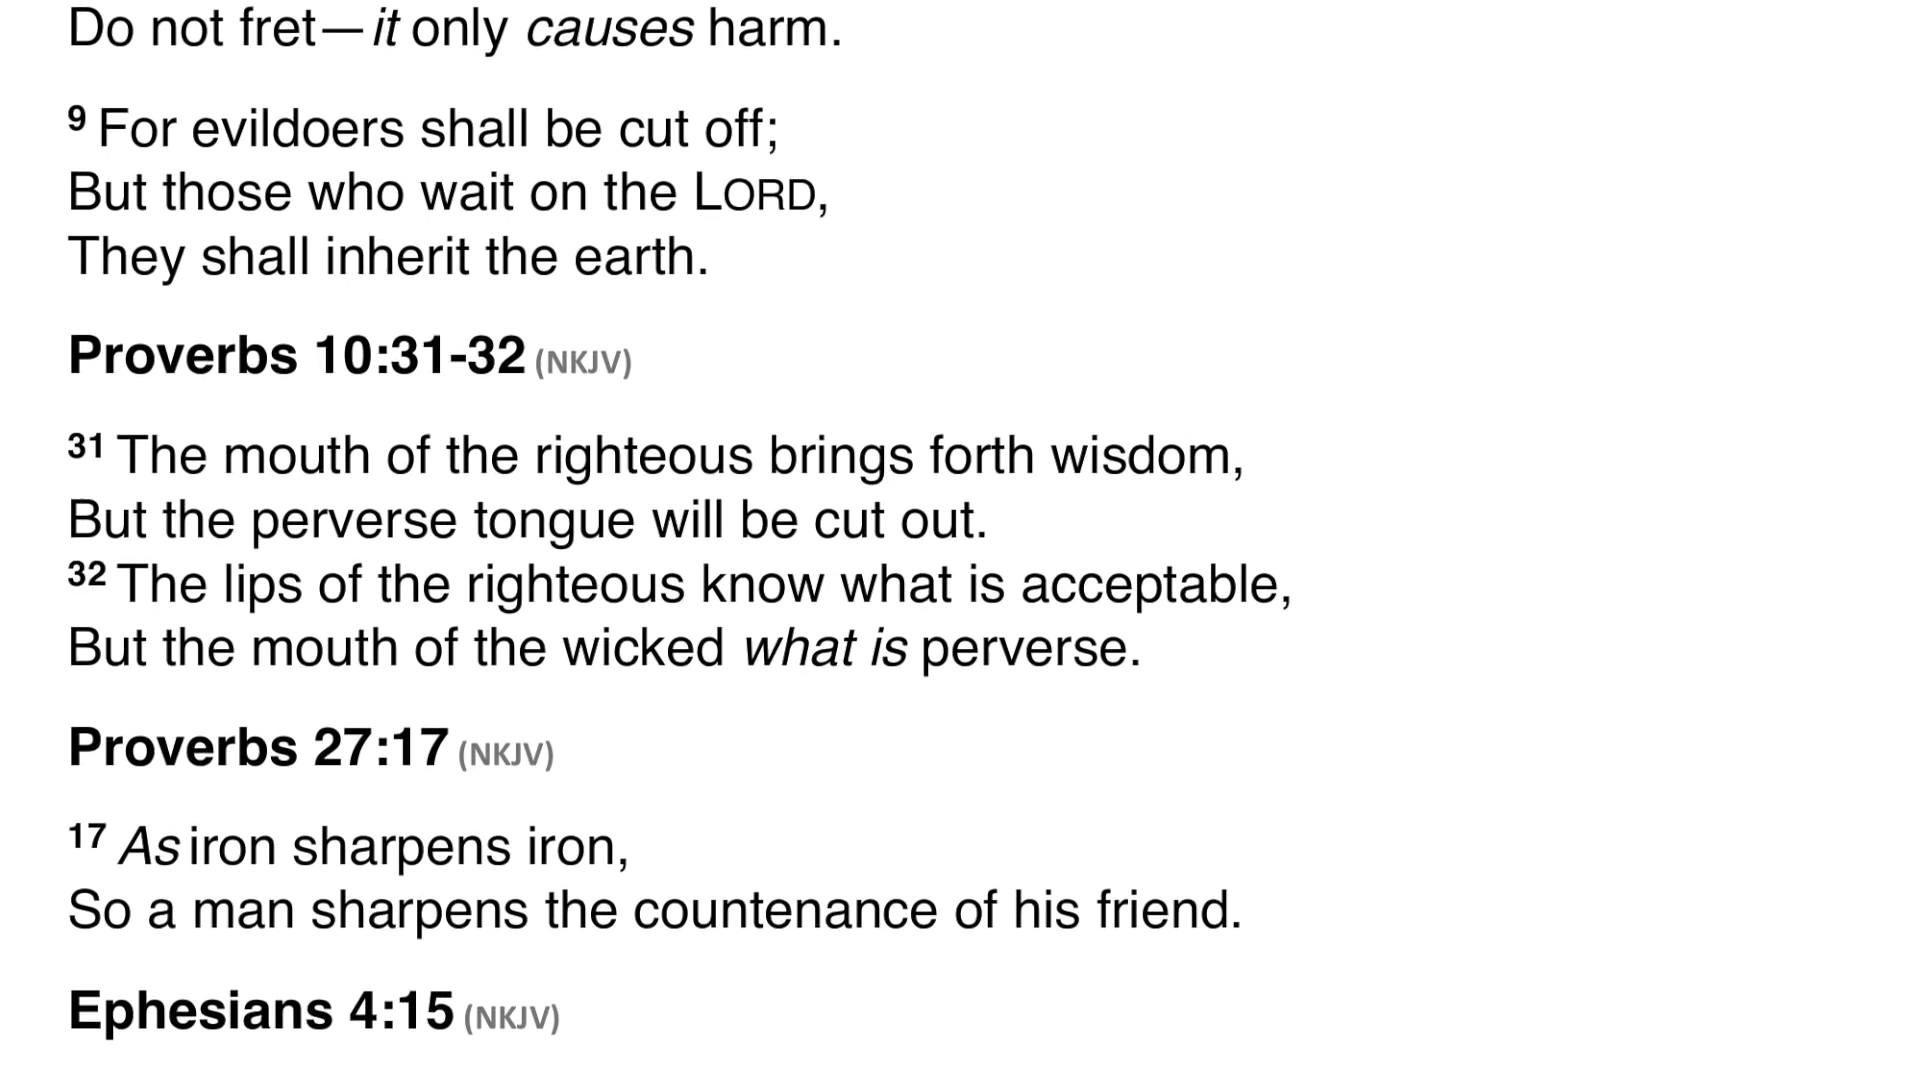 Do not fret—it only causes harm.
9 For evildoers shall be cut off;
But those who wait on the LORD,
They shall inherit the earth.
Proverbs 10:31-32 (NKJV)
31 The mouth of the righteous brings forth wisdom,
But the perverse tongue will be cut out.
32 The lips of the righteous know what is acceptable,
But the mouth of the wicked what is perverse.
Proverbs 27:17 (NKJV)
17 As iron sharpens iron,
So a man sharpens the countenance of his friend.
Ephesians 4:15 (NKJV)